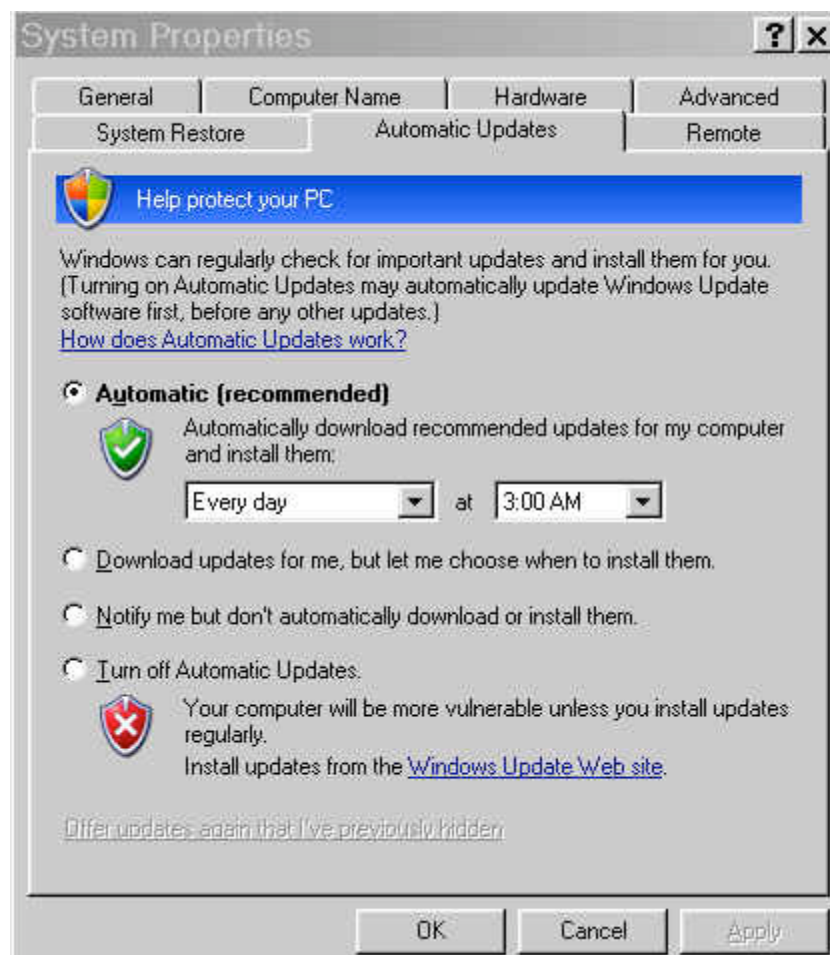 System Properties
General Computer Name Hardware Advanced
System Restore Automatic Updates Remote
Help protect your PC
Windows can regularly check for important updates and install them for you.
(Turning on Automatic Updates may automatically update Windows Update
software first, before any other updates.)
How does Automatic Updates work?
Automatic (recommended)
Automatically download recommended updates for my computer
and install them:
Every day at 3:00 AM
Download updates for me, but let me choose when to install them.
Notify me but don't automatically download or install them.
Turn off Automatic Updates.
Your computer will be more vulnerable unless you install updates
regularly.
Install updates from the Windows Update Web site.
Offer updates again that I've previously hidden
OK Cancel Apply